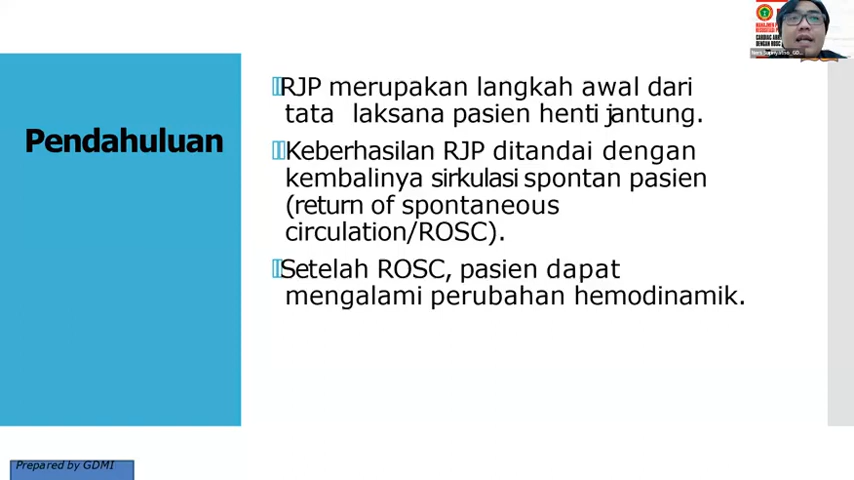 Pendahuluan
RJP merupakan langkah awal dari
tata laksana pasien henti jantung.
Keberhasilan RJP ditandai dengan
kembalinya sirkulasi spontan pasien
(return of spontaneous
circulation/ROSC).
Setelah ROSC, pasien dapat
mengalami perubahan hemodinamik.
Prepared by GDMI